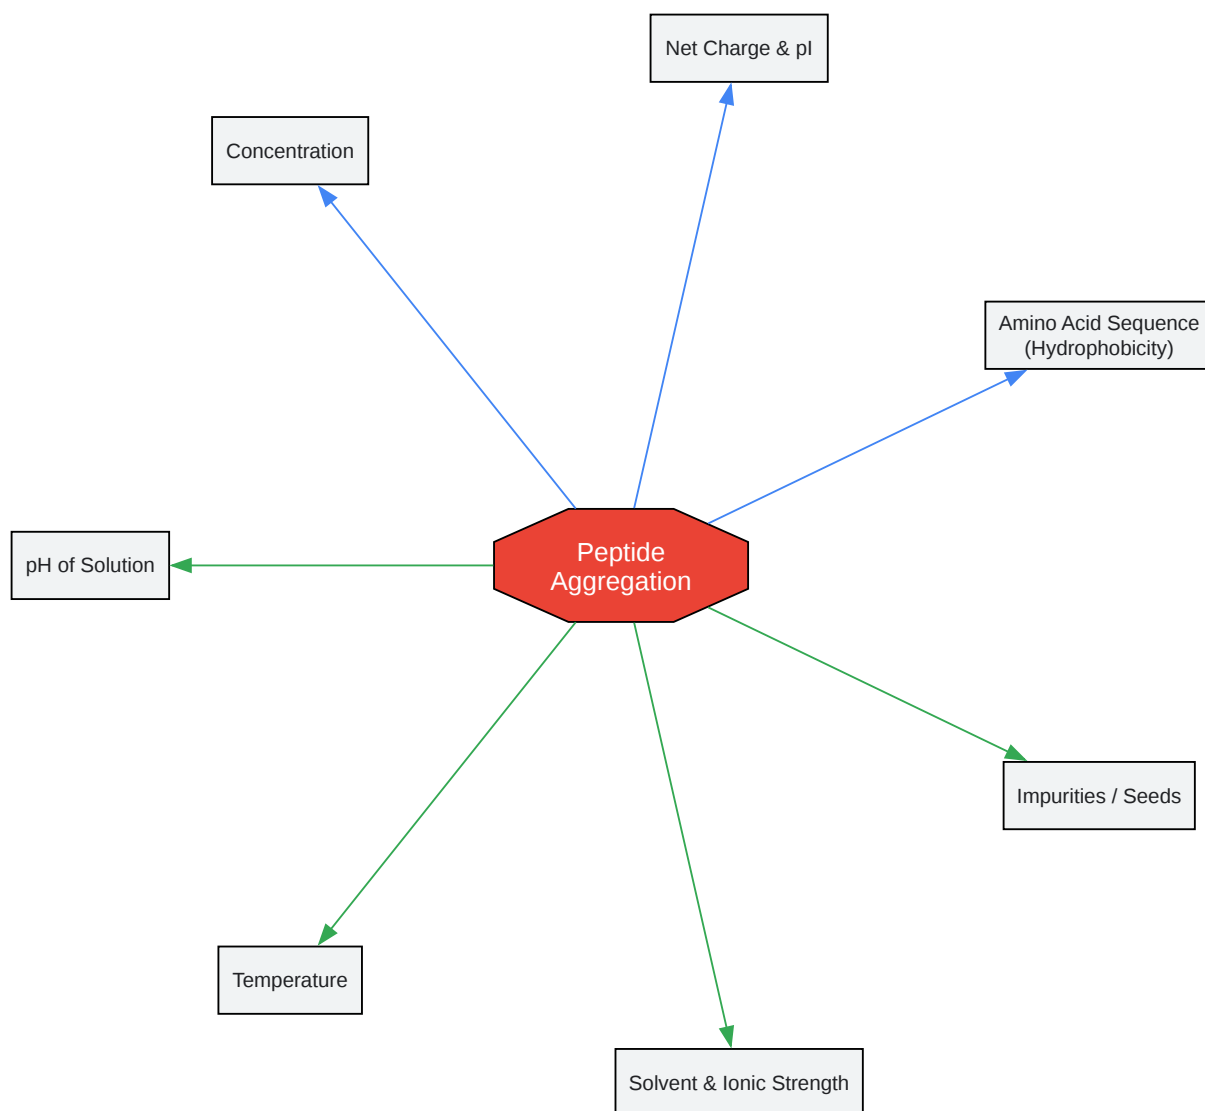 Net Charge & pI
Concentration
Amino Acid Sequence
(Hydrophobicity)
pH of Solution
Peptide
Aggregation
Impurities / Seeds
Temperature
Solvent & Ionic Strength